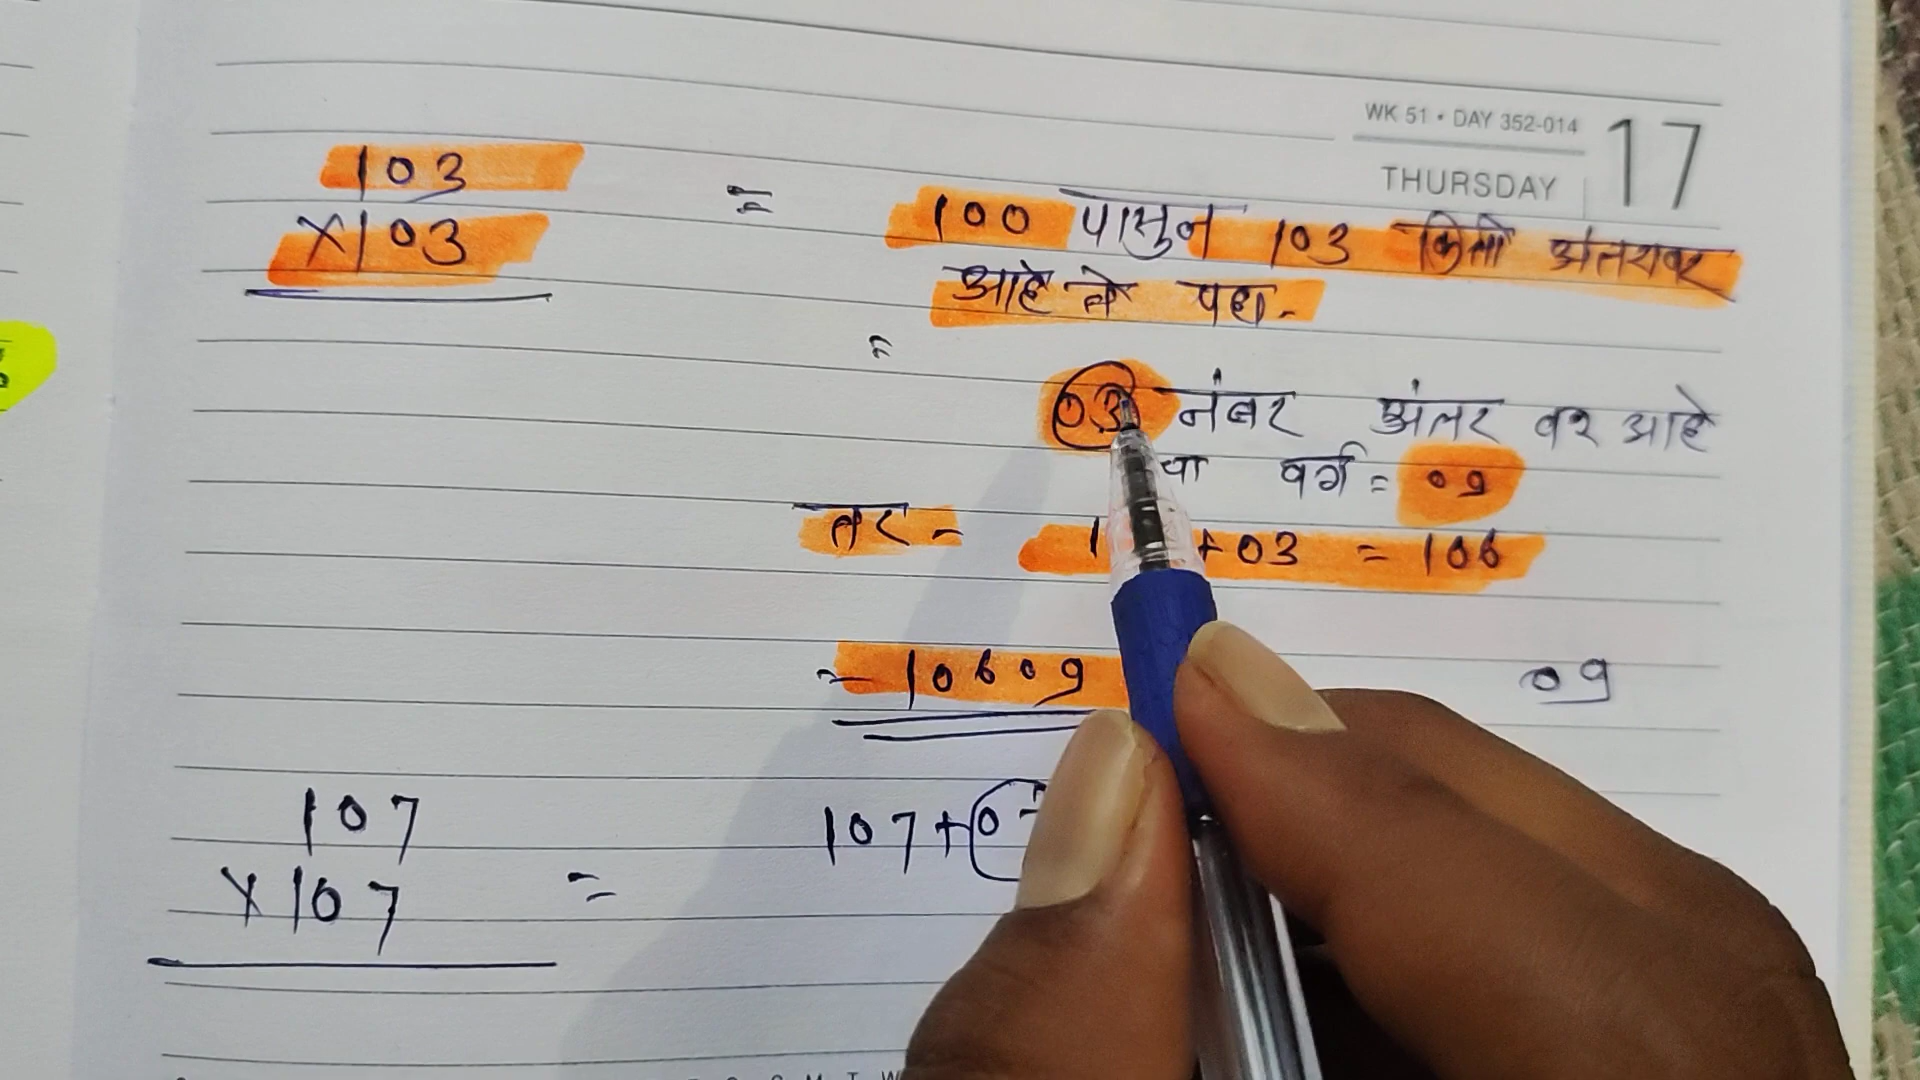 WK 51 • DAY 352-014
17
THURSDAY
103
×103
= 100 पासुन 103 किती अंतरावर
आहे ते पहा-
=
03 नंबर अंतर वर आहे
चा वर्ग = 09
तर - 1 +03 = 106
= 10609
09
107
×107
= 107+0